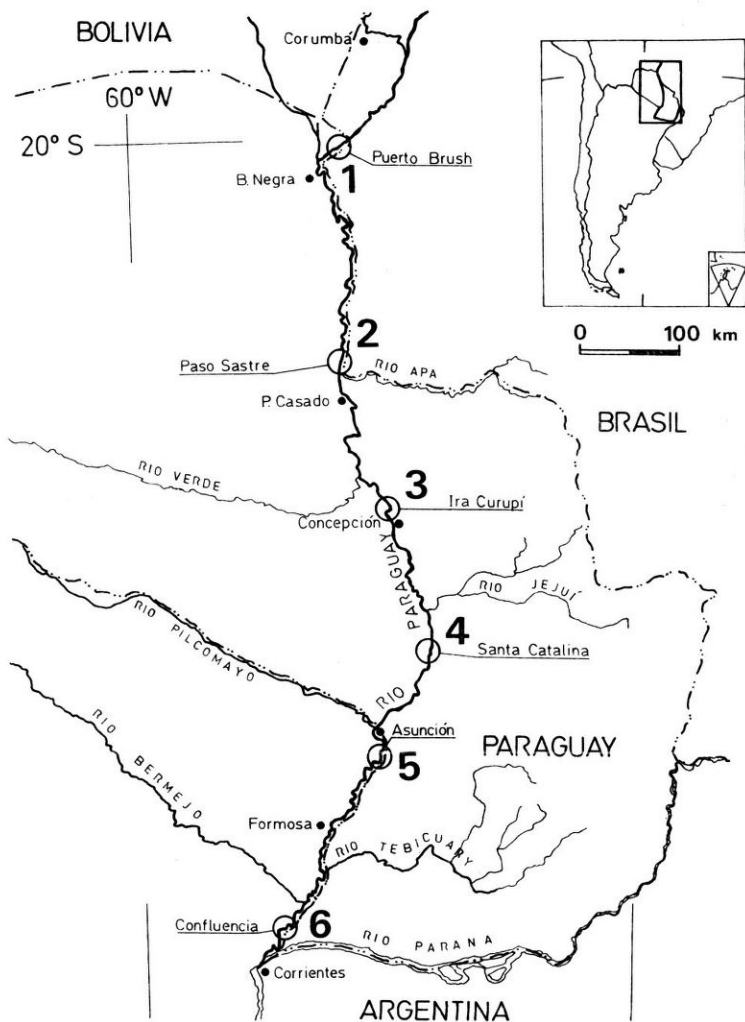 BOLIVIA
Corumbá
60° W
20° S
Puerto Brush
B. Negra
1
2
0 100 km
Paso Sastre
RIO APA
P. Casado
BRASIL
RIO VERDE
3
Ira Curupí
Concepción
RIO PARAGUAY
RIO JEJUÍ
4
Santa Catalina
RIO PILCOMAYO
Asunción
PARAGUAY
5
RIO BERMEJO
Formosa
RIO TEBICUARY
Confluencia
6
RIO PARANA
Corrientes
ARGENTINA